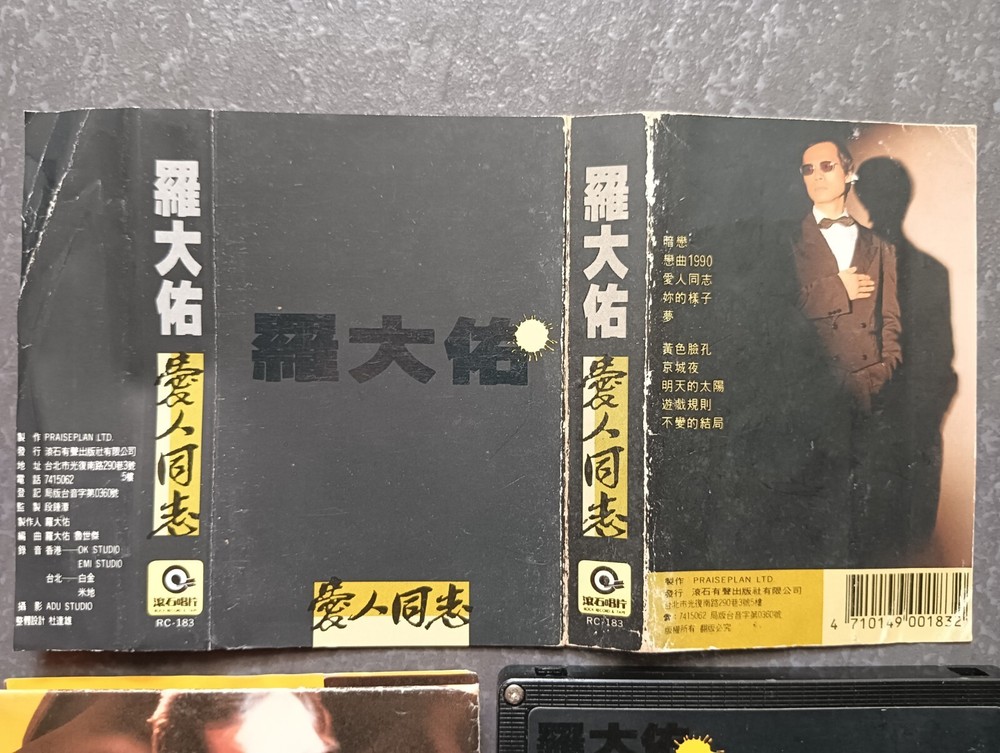 製 作 PRAISEPLAN LTD.
發 行 滾石有聲出版社有限公司
地 址 台北市光復南路290巷3號
5樓
電 話 7415062
登 記 局版台音字第0360號
監 製 段鍾潭
製作人 羅大佑
編 曲 羅大佑 詹世傑
錄 音 香港——OK STUDIO
EMI STUDIO
台北——白金
米地
攝 影 ADU STUDIO
整體設計 杜達雄
羅大佑
愛人同志
滾石唱片
RC-183
羅大佑
愛人同志
羅大佑
愛人同志
滾石唱片
RC-183
暗戀
戀曲1990
愛人同志
妳的樣子
夢
黃色臉孔
京城夜
明天的太陽
遊戲規則
不變的結局
製作 PRAISEPLAN LTD.
發行 滾石有聲出版社有限公司
台北市光復南路290巷3號5樓
☎:7415062 局版台音字第0360號
版權所有 翻版必究
4 710149 001832
羅大佑